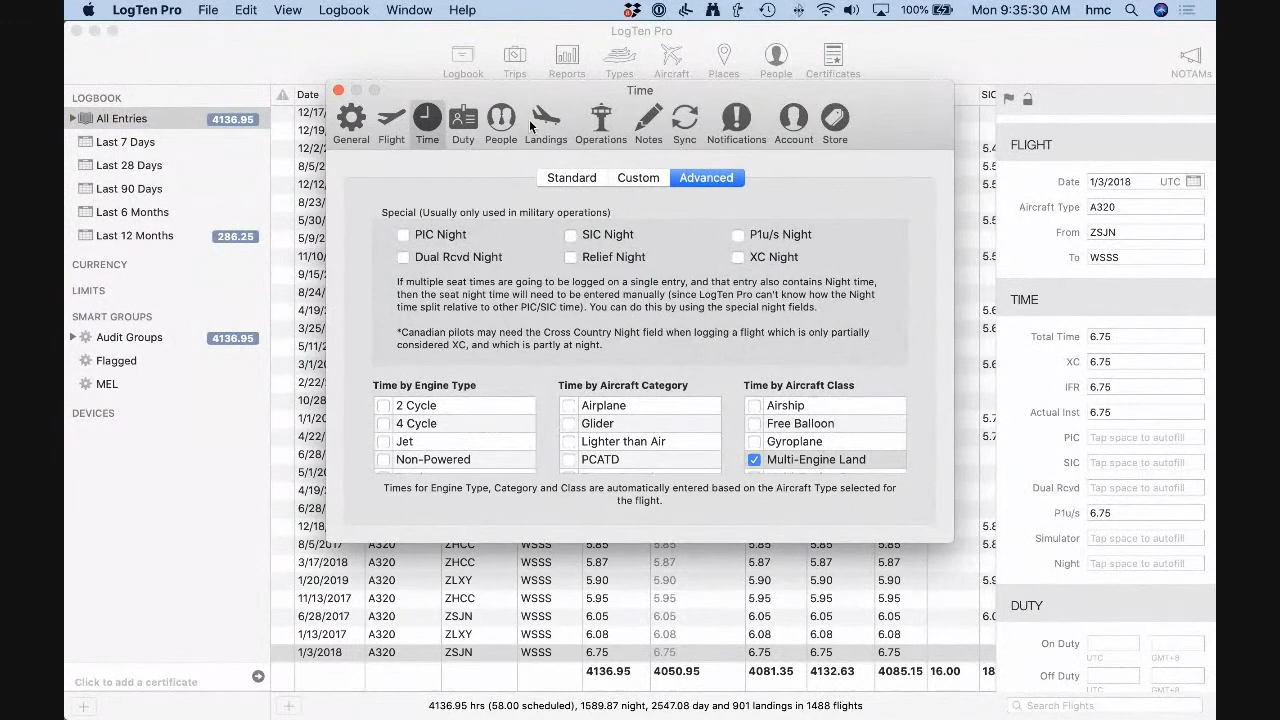 LogTen Pro File Edit View Logbook Window Help 100% Mon 9:35:30 AM hmc
LogTen Pro
Logbook Trips Reports Types Aircraft Places People Certificates NOTAMs
LOGBOOK
All Entries 4136.95
Last 7 Days
Last 28 Days
Last 90 Days
Last 6 Months
Last 12 Months 286.25
CURRENCY
LIMITS
SMART GROUPS
Audit Groups 4136.95
Flagged
MEL
DEVICES
Click to add a certificate
Date
Time
General Flight Time Duty People Landings Operations Notes Sync Notifications Account Store
Standard Custom Advanced
Special (Usually only used in military operations)
PIC Night SIC Night P1u/s Night
Dual Rcvd Night Relief Night XC Night
If multiple seat times are going to be logged on a single entry, and that entry also contains Night time,
then the seat night time will need to be entered manually (since LogTen Pro can't know how the Night
time split relative to other PIC/SIC time). You can do this by using the special night fields.
*Canadian pilots may need the Cross Country Night field when logging a flight which is only partially
considered XC, and which is partly at night.
Time by Engine Type Time by Aircraft Category Time by Aircraft Class
2 Cycle Airplane Airship
4 Cycle Glider Free Balloon
Jet Lighter than Air Gyroplane
Non-Powered PCATD Multi-Engine Land
Times for Engine Type, Category and Class are automatically entered based on the Aircraft Type selected for
the flight.
8/5/2017 A320 ZHCC WSSS 5.85 5.85 5.85 5.85 5.85
3/17/2018 A320 ZHCC WSSS 5.87 5.87 5.87 5.87 5.87
1/20/2019 A320 ZLXY WSSS 5.90 5.90 5.90 5.90 5.90
11/13/2017 A320 ZHCC WSSS 5.95 5.95 5.95 5.95 5.95
6/28/2017 A320 ZSJN WSSS 6.05 6.05 6.05 6.05 6.05
1/13/2017 A320 ZLXY WSSS 6.08 6.08 6.08 6.08 6.08
1/3/2018 A320 ZSJN WSSS 6.75 6.75 6.75 6.75 6.75
4136.95 4050.95 4081.35 4132.63 4085.15 16.00
4136.95 hrs (58.00 scheduled), 1589.87 night, 2547.08 day and 901 landings in 1488 flights
FLIGHT
Date 1/3/2018 UTC
Aircraft Type A320
From ZSJN
To WSSS
TIME
Total Time 6.75
XC 6.75
IFR 6.75
Actual Inst 6.75
PIC Tap space to autofill
SIC Tap space to autofill
Dual Rcvd Tap space to autofill
P1u/s 6.75
Simulator Tap space to autofill
Night Tap space to autofill
DUTY
On Duty
UTC GMT+8
Off Duty
UTC GMT+8
Search Flights